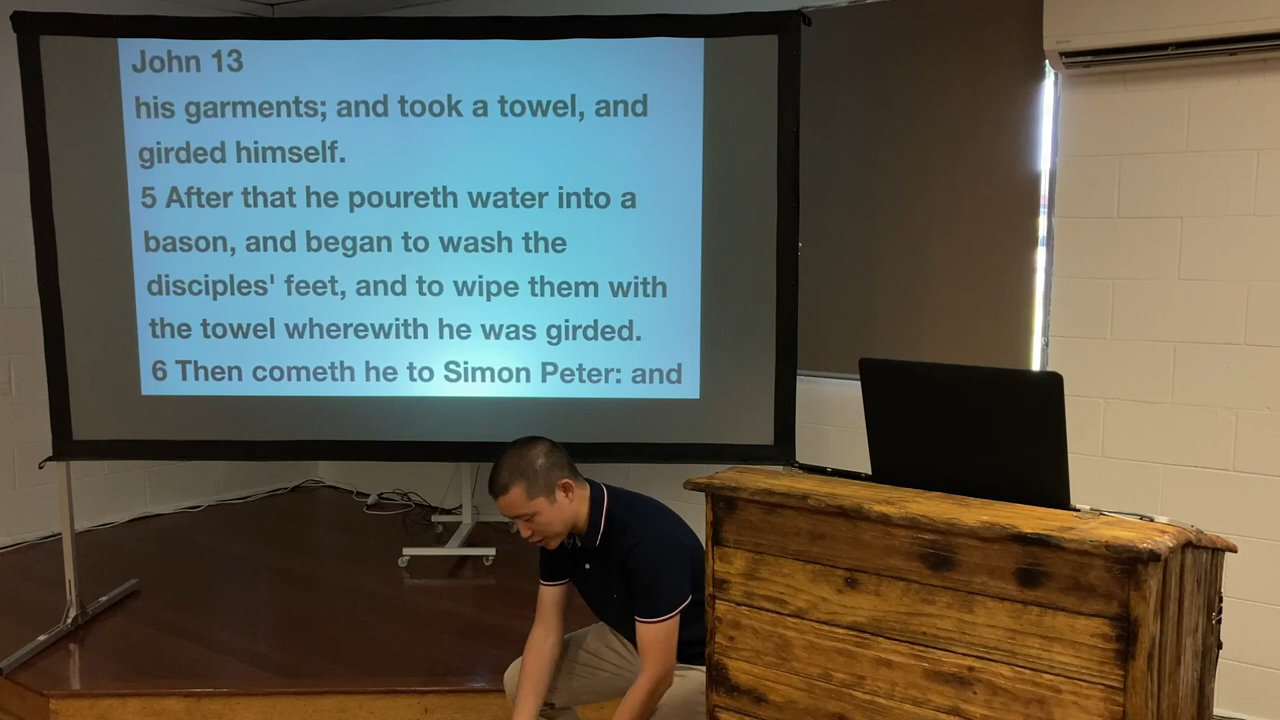 John 13
his garments; and took a towel, and
girded himself.
5 After that he poureth water into a
bason, and began to wash the
disciples' feet, and to wipe them with
the towel wherewith he was girded.
6 Then cometh he to Simon Peter: and